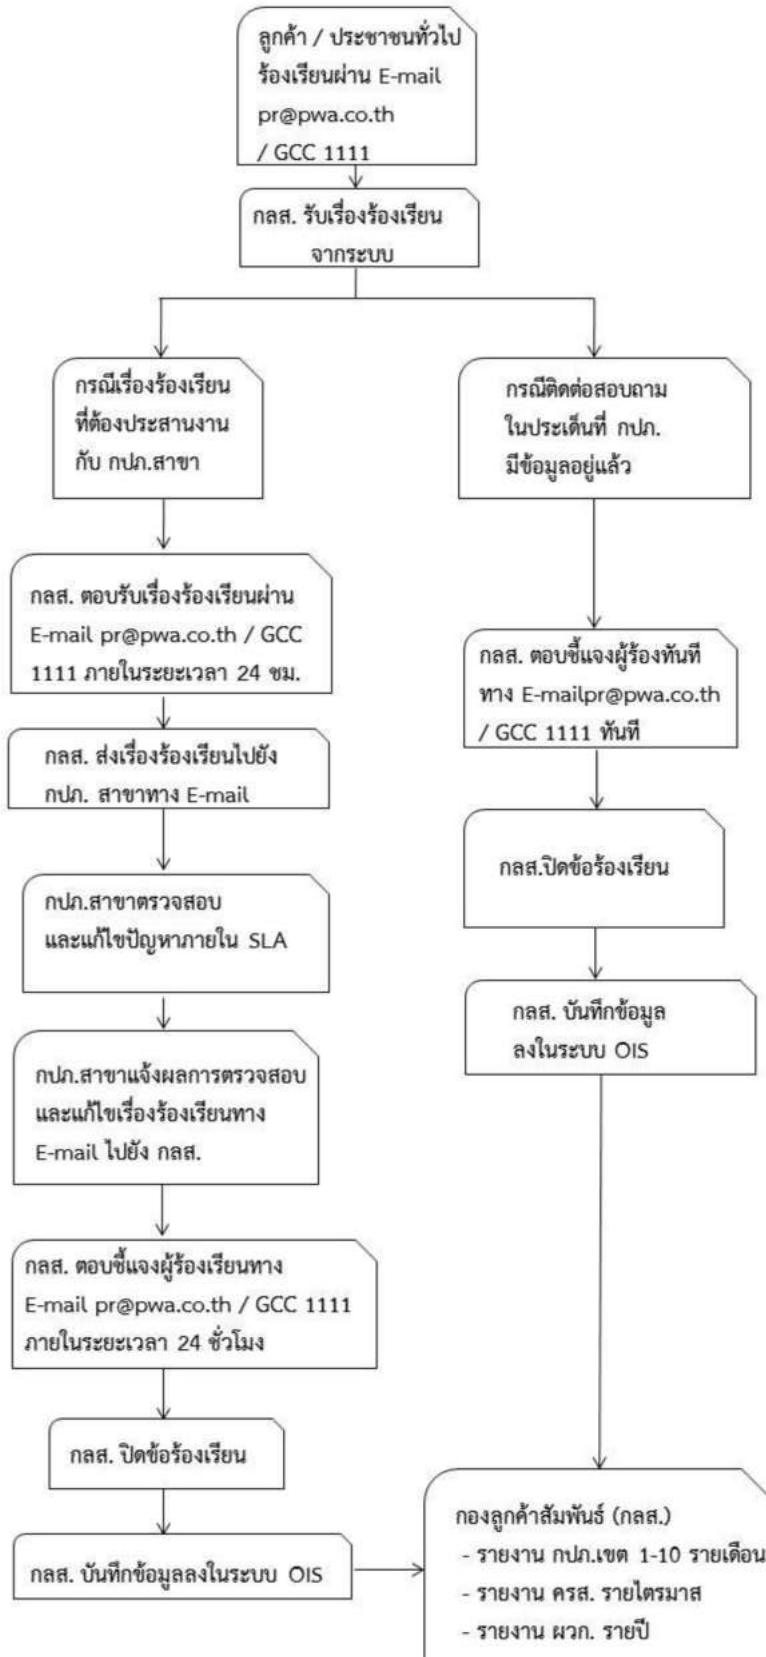 ลูกค้า / ประชาชนทั่วไป
ร้องเรียนผ่าน E-mail
pr@pwa.co.th
/ GCC 1111
กลส. รับเรื่องร้องเรียน
จากระบบ
กรณีเรื่องร้องเรียน
ที่ต้องประสานงาน
กับ กปภ.สาขา
กลส. ตอบรับเรื่องร้องเรียนผ่าน
E-mail pr@pwa.co.th / GCC
1111 ภายในระยะเวลา 24 ชม.
กลส. ส่งเรื่องร้องเรียนไปยัง
กปภ. สาขาทาง E-mail
กปภ.สาขาตรวจสอบ
และแก้ไขปัญหาภายใน SLA
กปภ.สาขาแจ้งผลการตรวจสอบ
และแก้ไขเรื่องร้องเรียนทาง
E-mail ไปยัง กลส.
กลส. ตอบชี้แจงผู้ร้องเรียนทาง
E-mail pr@pwa.co.th / GCC 1111
ภายในระยะเวลา 24 ชั่วโมง
กลส. ปิดข้อร้องเรียน
กลส. บันทึกข้อมูลลงในระบบ OIS
กรณีติดต่อสอบถาม
ในประเด็นที่ กปภ.
มีข้อมูลอยู่แล้ว
กลส. ตอบชี้แจงผู้ร้องทันที
ทาง E-mailpr@pwa.co.th
/ GCC 1111 ทันที
กลส.ปิดข้อร้องเรียน
กลส. บันทึกข้อมูล
ลงในระบบ OIS
กองลูกค้าสัมพันธ์ (กลส.)
- รายงาน กปภ.เขต 1-10 รายเดือน
- รายงาน ครส. รายไตรมาส
- รายงาน ผวก. รายปี